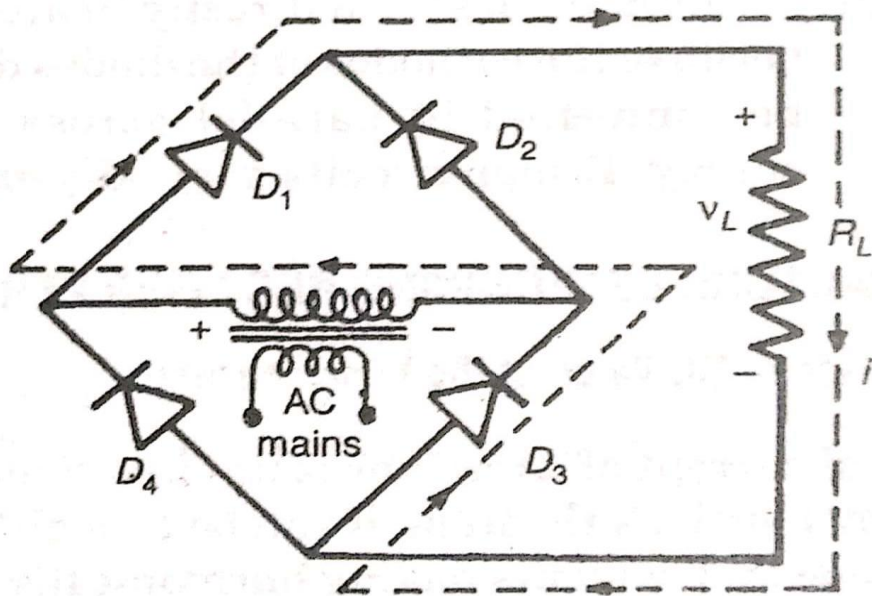 D1
D2
+
vL
RL
+
−
−
i
AC
mains
D4
D3